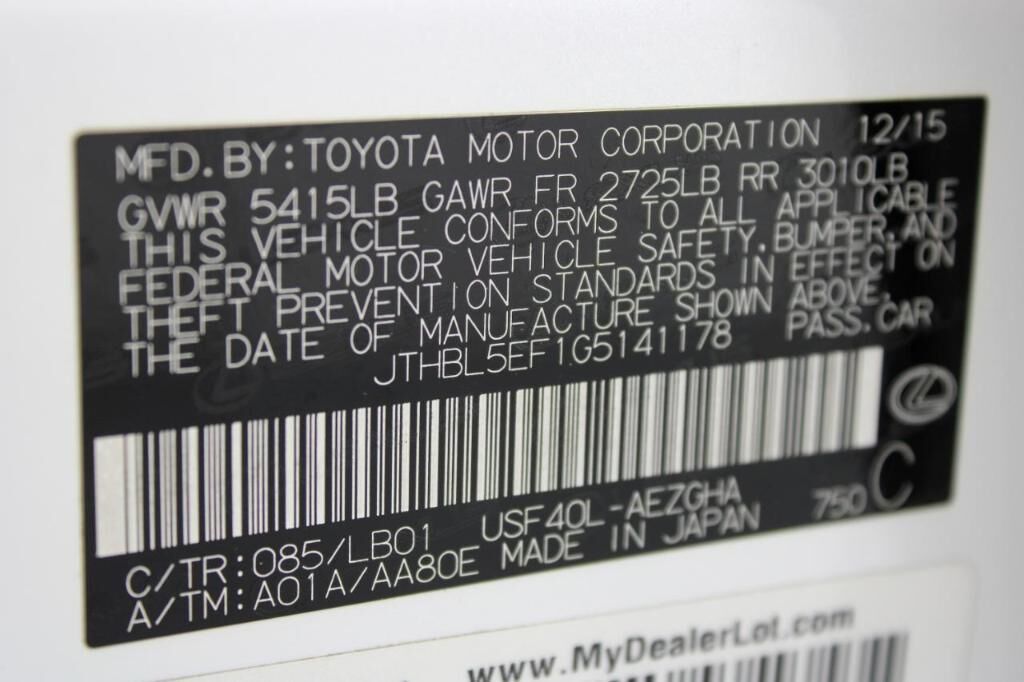 MFD.BY:TOYOTA MOTOR CORPORATION 12/15
GVWR 5415LB GAWR FR 2725LB RR 3010LB
THIS VEHICLE CONFORMS TO ALL APPLICABLE
FEDERAL MOTOR VEHICLE SAFETY,BUMPER,AND
THEFT PREVENTION STANDARDS IN EFFECT ON
THE DATE OF MANUFACTURE SHOWN ABOVE.
JTHBL5EF1G5141178 PASS.CAR
C/TR:085/LB01 USF40L-AEZGHA 750 C
A/TM:A01A/AA80E MADE IN JAPAN
www.MyDealerLot.com